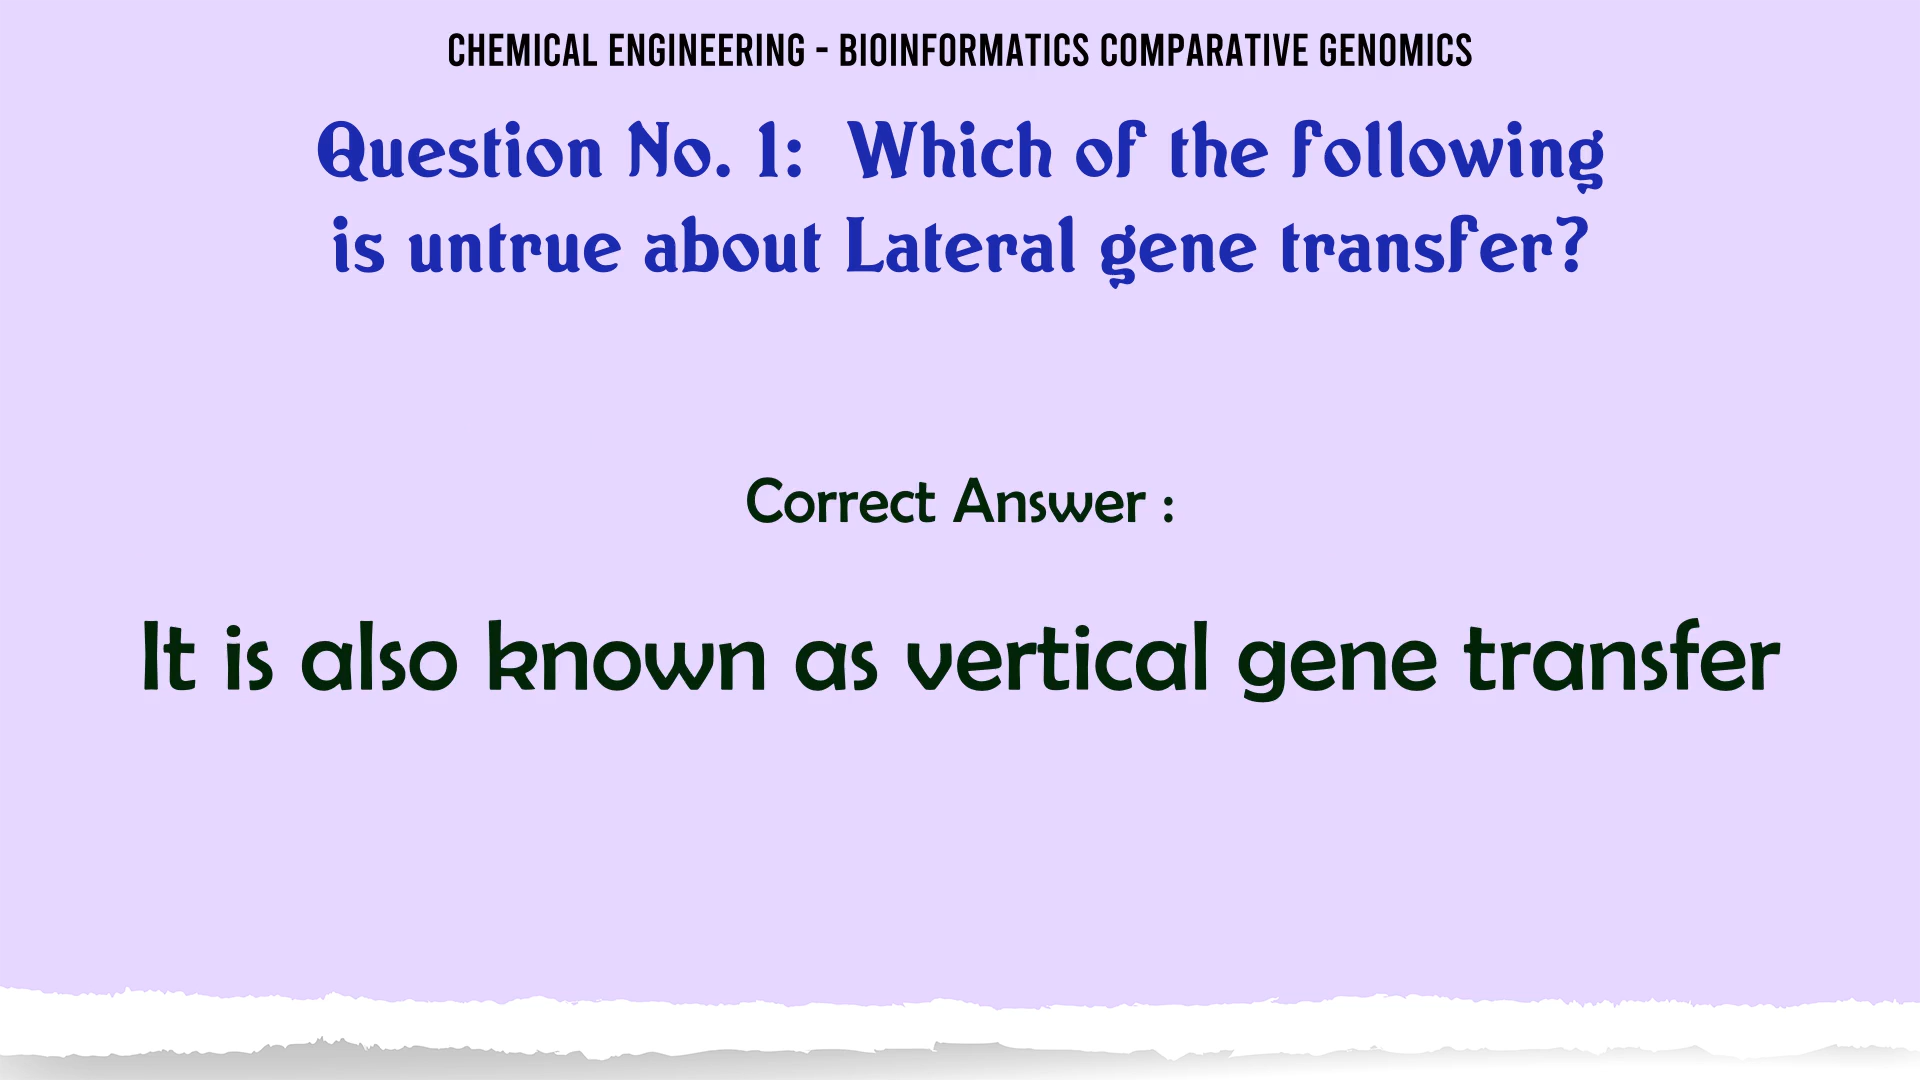 CHEMICAL ENGINEERING - BIOINFORMATICS COMPARATIVE GENOMICS
Question No. 1: Which of the following
is untrue about Lateral gene transfer?
Correct Answer :
It is also known as vertical gene transfer